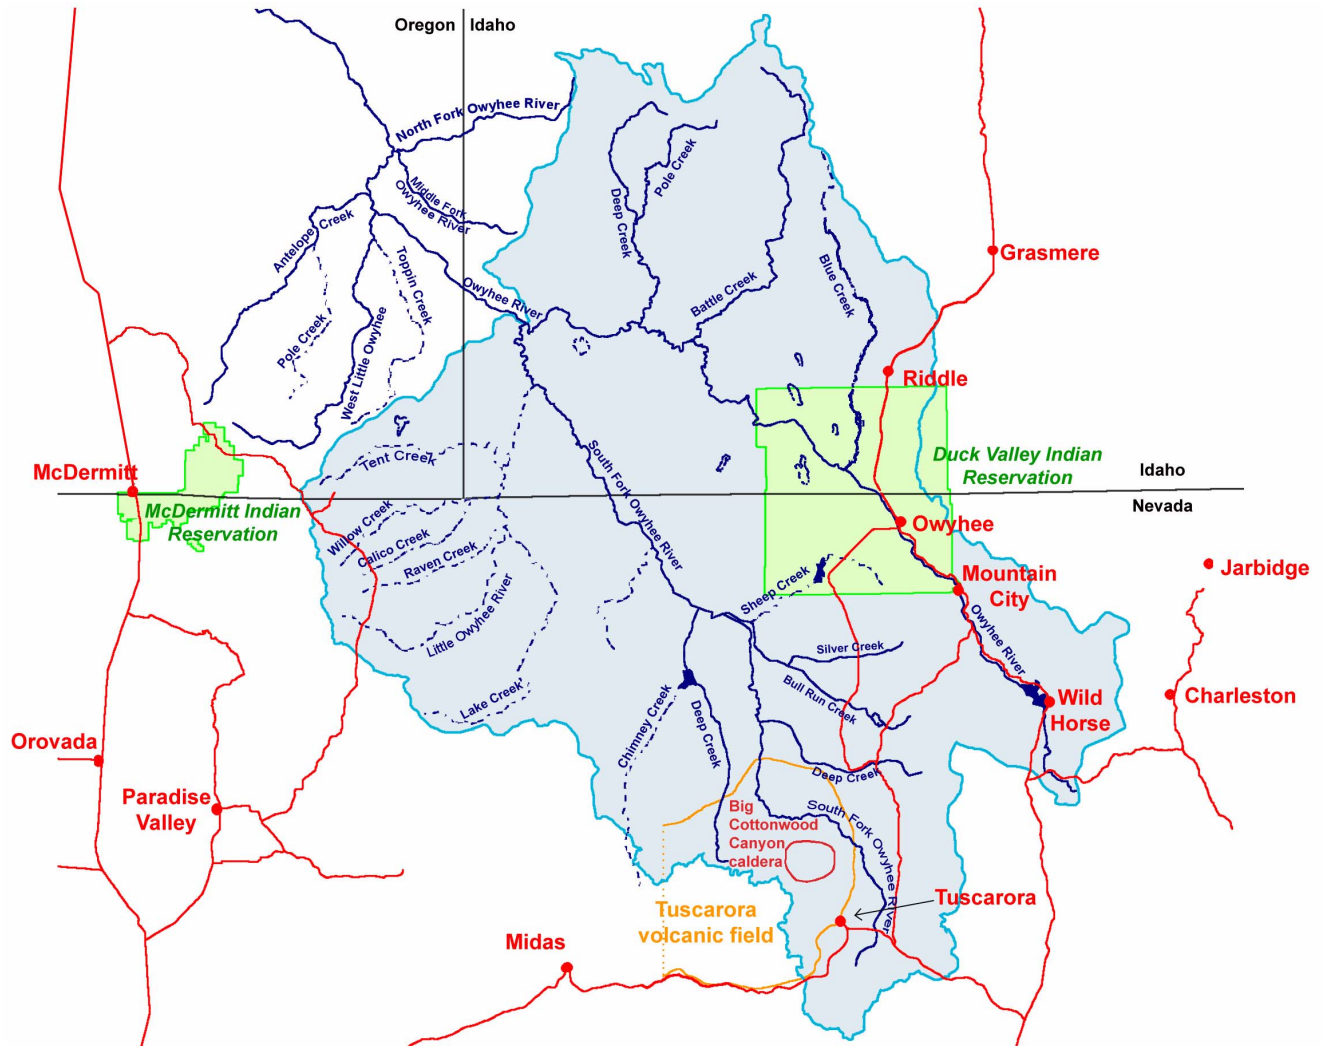 Oregon
Idaho
North Fork Owyhee River
Middle Fork
Owyhee River
Pole Creek
Deep Creek
Antelope Creek
Toppin Creek
Grasmere
Owyhee River
Battle Creek
Blue Creek
Pole Creek
West Little Owyhee
Riddle
McDermitt
Tent Creek
South Fork Owyhee River
Duck Valley Indian
Reservation
Idaho
Nevada
McDermitt Indian
Reservation
Willow Creek
Calico Creek
Raven Creek
Owyhee
Little Owyhee River
Sheep Creek
Mountain
City
Jarbidge
Owyhee River
Silver Creek
Bull Run Creek
Lake Creek
Chimney Creek
Deep Creek
Wild
Horse
Charleston
Orovada
Paradise
Valley
Deep Creek
Big
Cottonwood
Canyon
caldera
South Fork Owyhee River
Tuscarora
Tuscarora
volcanic field
Midas